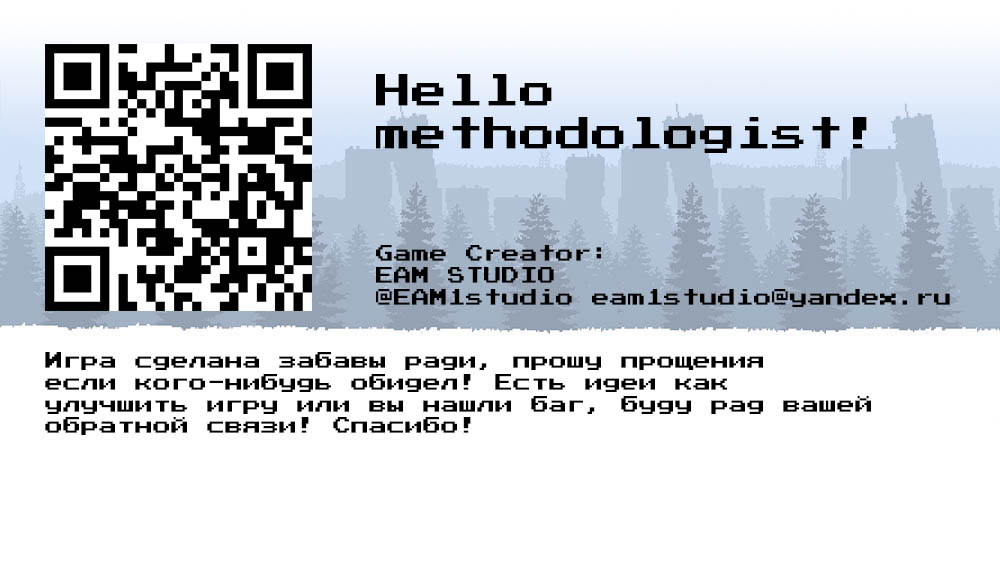 Hello
methodologist!
Game Creator:
EAM STUDIO
@EAM1studio eam1studio@yandex.ru
Игра сделана забавы ради, прошу прощения
если кого-нибудь обидел! Есть идеи как
улучшить игру или вы нашли баг, буду рад вашей
обратной связи! Спасибо!